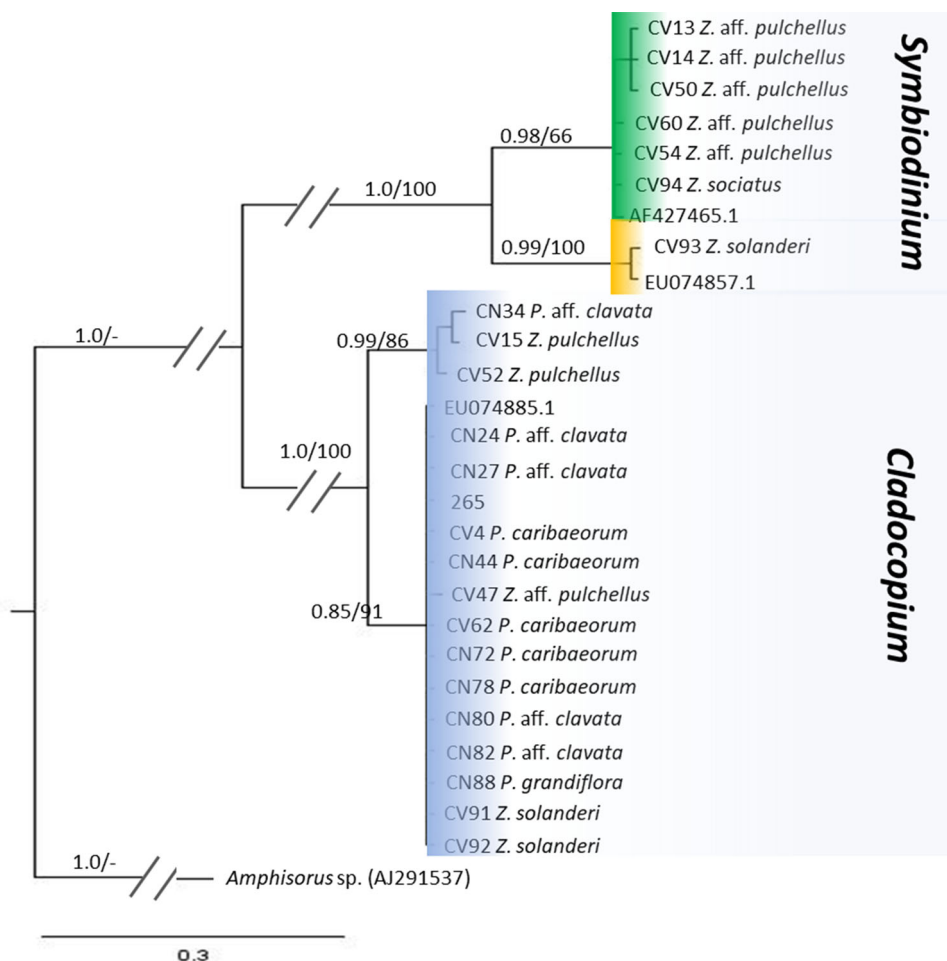 CV13 Z. aff. pulchellus
CV14 Z. aff. pulchellus
CV50 Z. aff. pulchellus
CV60 Z. aff. pulchellus
CV54 Z. aff. pulchellus
CV94 Z. sociatus
AF427465.1
CV93 Z. solanderi
EU074857.1
Symbiodinium
0.98/66
1.0/100
0.99/100
1.0/-
CN34 P. aff. clavata
CV15 Z. pulchellus
CV52 Z. pulchellus
EU074885.1
CN24 P. aff. clavata
CN27 P. aff. clavata
265
CV4 P. caribaeorum
CN44 P. caribaeorum
CV47 Z. aff. pulchellus
CV62 P. caribaeorum
CN72 P. caribaeorum
CN78 P. caribaeorum
CN80 P. aff. clavata
CN82 P. aff. clavata
CN88 P. grandiflora
CV91 Z. solanderi
CV92 Z. solanderi
Cladocopium
0.99/86
1.0/100
0.85/91
1.0/-
Amphisorus sp. (AJ291537)
0.3